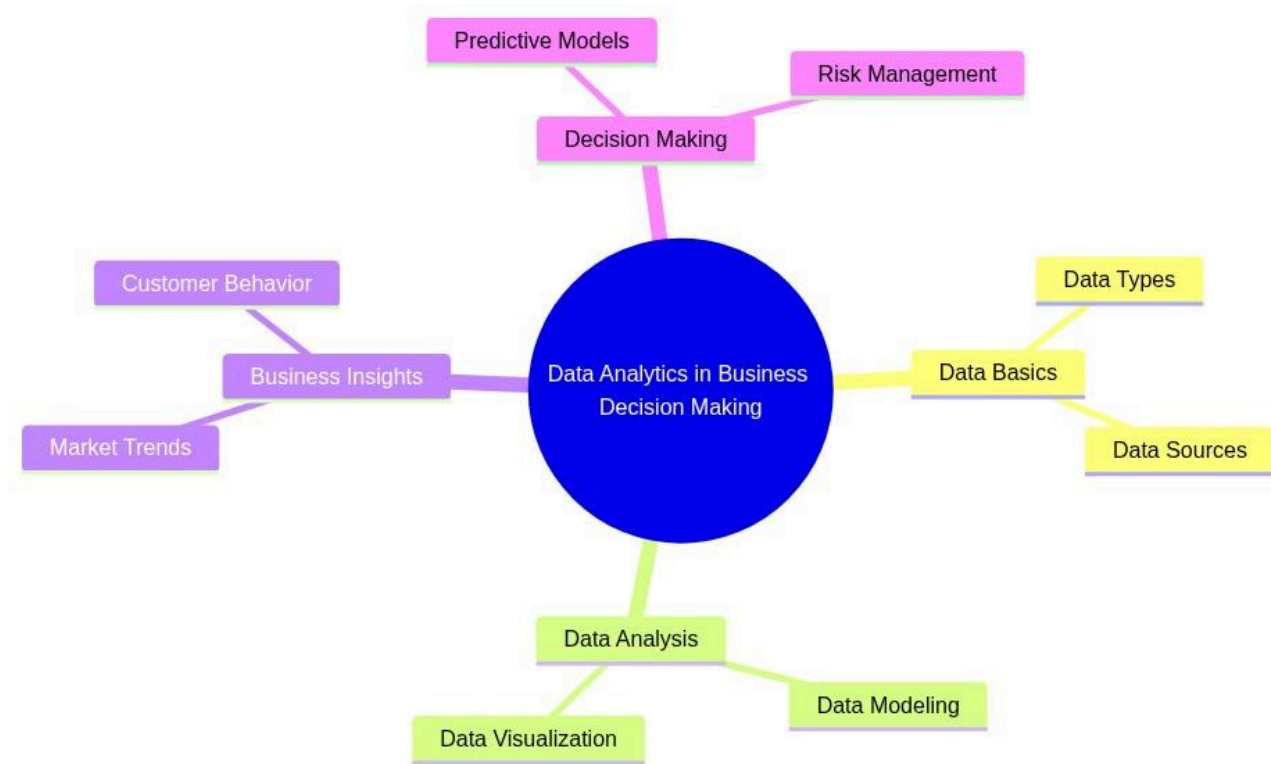 Predictive Models
Risk Management
Decision Making
Customer Behavior
Data Types
Business Insights
Data Analytics in Business
Decision Making
Data Basics
Market Trends
Data Sources
Data Analysis
Data Modeling
Data Visualization